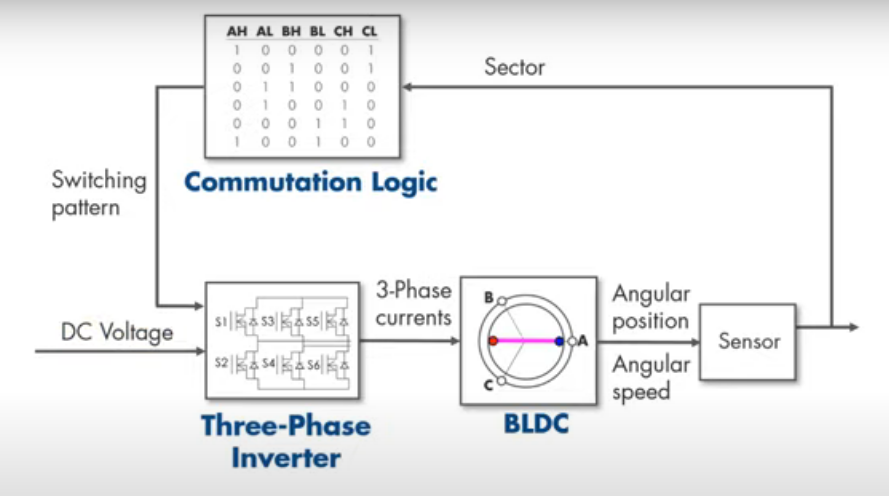 AH AL BH BL CH CL
1 0 0 0 0 1
0 0 1 0 0 1
0 1 1 0 0 0
0 1 0 0 1 0
0 0 0 1 1 0
1 0 0 1 0 0
Sector
Commutation Logic
Switching
pattern
DC Voltage
S1 S3 S5
S2 S4 S6
Three-Phase
Inverter
3-Phase
currents
B
A
C
BLDC
Angular
position
Angular
speed
Sensor